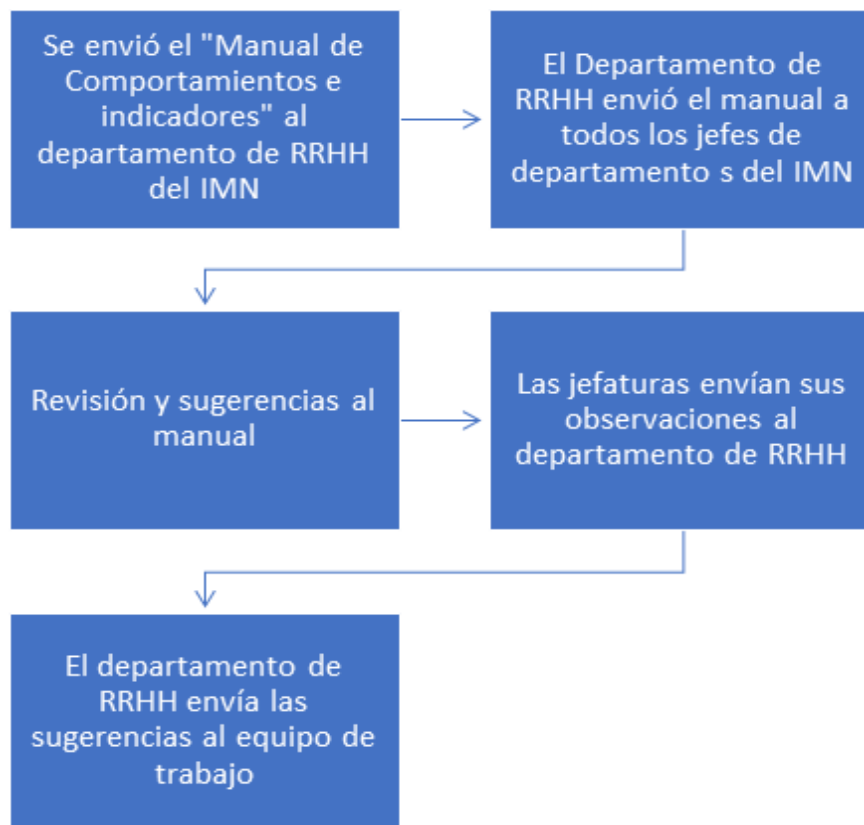 Se envió el "Manual de
Comportamientos e
indicadores" al
departamento de RRHH
del IMN
El Departamento de
RRHH envió el manual a
todos los jefes de
departamento s del IMN
Revisión y sugerencias al
manual
Las jefaturas envían sus
observaciones al
departamento de RRHH
El departamento de
RRHH envía las
sugerencias al equipo de
trabajo